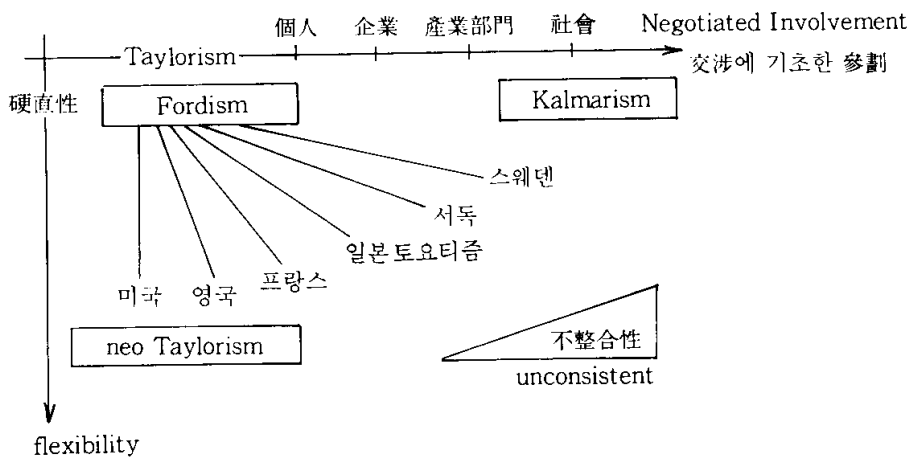 個人 企業 產業部門 社會 Negotiated Involvement
Taylorism
交涉에 기초한 參劃
硬直性
Fordism
Kalmarism
스웨덴
서독
일본토요티즘
프랑스
영국
미국
neo Taylorism
不整合性
unconsistent
flexibility